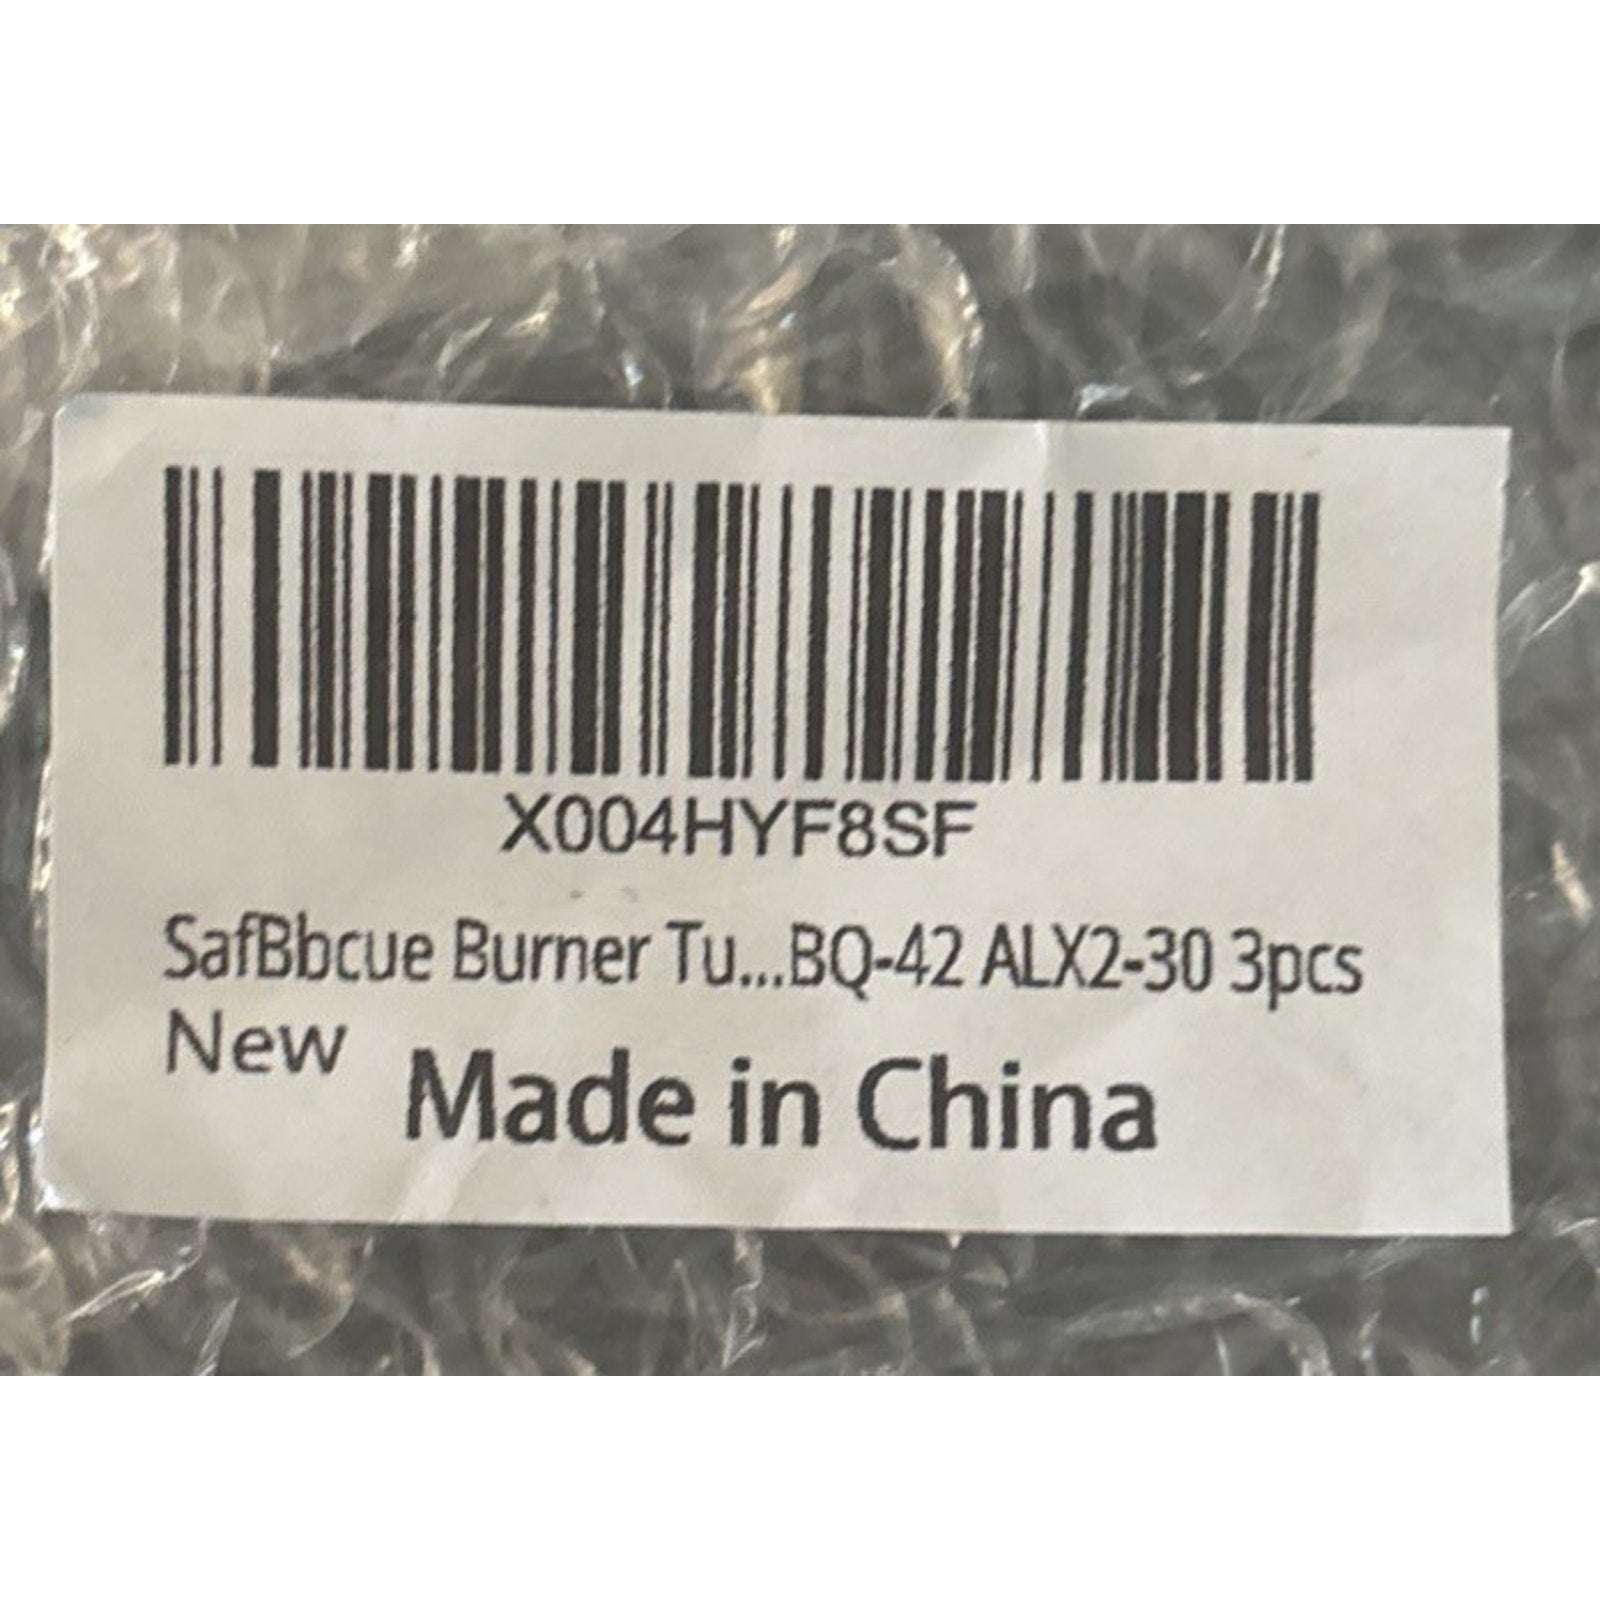 X004HYF8SF
SafBbcue Burner Tu...BQ-42 ALX2-30 3pcs
New
Made in China